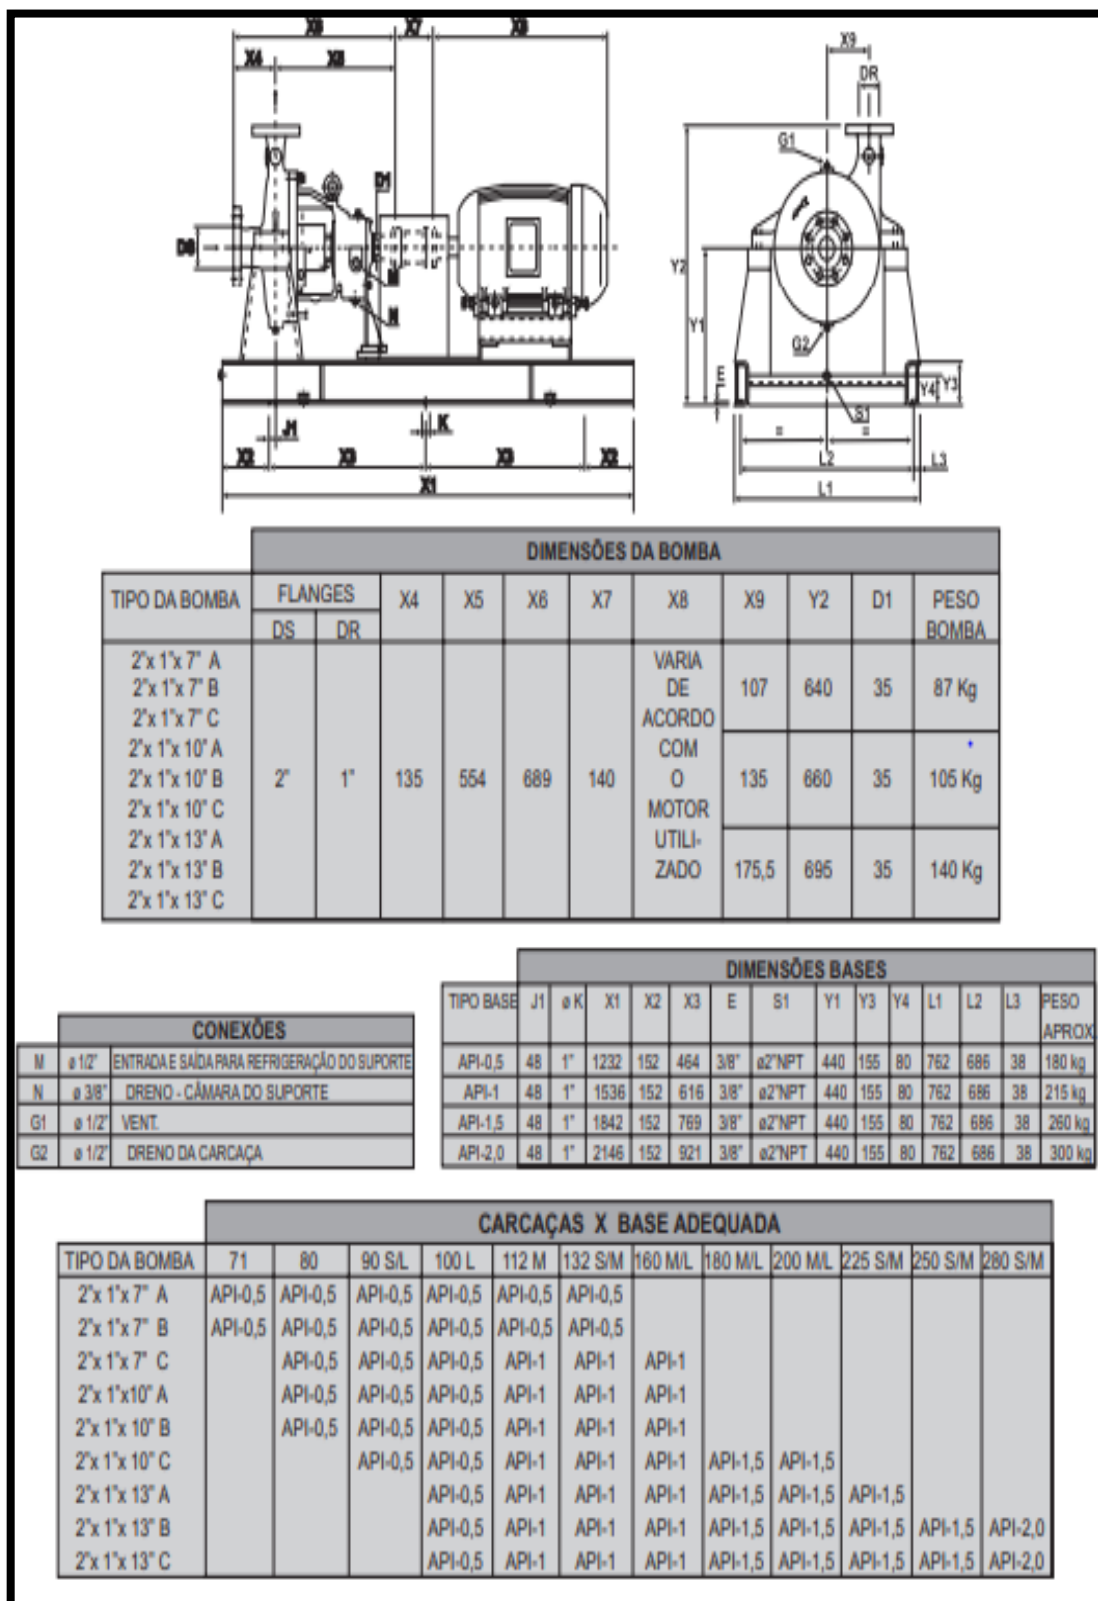 X6 X7 X8
X4 X5
DS
D1
M
N
J1 K
X2 X3 X3 X2
X1
X9
DR
G1
Y2
Y1
G2
E
Y4 Y3
S1
= =
L2 L3
L1
DIMENSÕES DA BOMBA
TIPO DA BOMBA FLANGES X4 X5 X6 X7 X8 X9 Y2 D1 PESO BOMBA
DS DR
2"x 1"x 7" A
2"x 1"x 7" B
2"x 1"x 7" C
2"x 1"x 10" A
2"x 1"x 10" B
2"x 1"x 10" C
2"x 1"x 13" A
2"x 1"x 13" B
2"x 1"x 13" C
2" 1" 135 554 689 140
VARIA
DE
ACORDO
COM
O
MOTOR
UTILI-
ZADO
107 640 35 87 Kg
135 660 35 105 Kg
175,5 695 35 140 Kg
CONEXÕES
M ø 1/2" ENTRADA E SAÍDA PARA REFRIGERAÇÃO DO SUPORTE
N ø 3/8" DRENO - CÂMARA DO SUPORTE
G1 ø 1/2" VENT.
G2 ø 1/2" DRENO DA CARCAÇA
DIMENSÕES BASES
TIPO BASE J1 ø K X1 X2 X3 E S1 Y1 Y3 Y4 L1 L2 L3 PESO APROX.
API-0,5 48 1" 1232 152 464 3/8" ø2"NPT 440 155 80 762 686 38 180 kg
API-1 48 1" 1536 152 616 3/8" ø2"NPT 440 155 80 762 686 38 215 kg
API-1,5 48 1" 1842 152 769 3/8" ø2"NPT 440 155 80 762 686 38 260 kg
API-2,0 48 1" 2146 152 921 3/8" ø2"NPT 440 155 80 762 686 38 300 kg
CARCAÇAS X BASE ADEQUADA
TIPO DA BOMBA 71 80 90 S/L 100 L 112 M 132 S/M 160 M/L 180 M/L 200 M/L 225 S/M 250 S/M 280 S/M
2"x 1"x 7" A API-0,5 API-0,5 API-0,5 API-0,5 API-0,5 API-0,5
2"x 1"x 7" B API-0,5 API-0,5 API-0,5 API-0,5 API-0,5 API-0,5
2"x 1"x 7" C API-0,5 API-0,5 API-0,5 API-1 API-1 API-1
2"x 1"x10" A API-0,5 API-0,5 API-0,5 API-1 API-1 API-1
2"x 1"x 10" B API-0,5 API-0,5 API-0,5 API-1 API-1 API-1
2"x 1"x 10" C API-0,5 API-0,5 API-1 API-1 API-1 API-1,5 API-1,5
2"x 1"x 13" A API-0,5 API-1 API-1 API-1 API-1,5 API-1,5 API-1,5
2"x 1"x 13" B API-0,5 API-1 API-1 API-1 API-1,5 API-1,5 API-1,5 API-1,5 API-2,0
2"x 1"x 13" C API-0,5 API-1 API-1 API-1 API-1,5 API-1,5 API-1,5 API-1,5 API-2,0